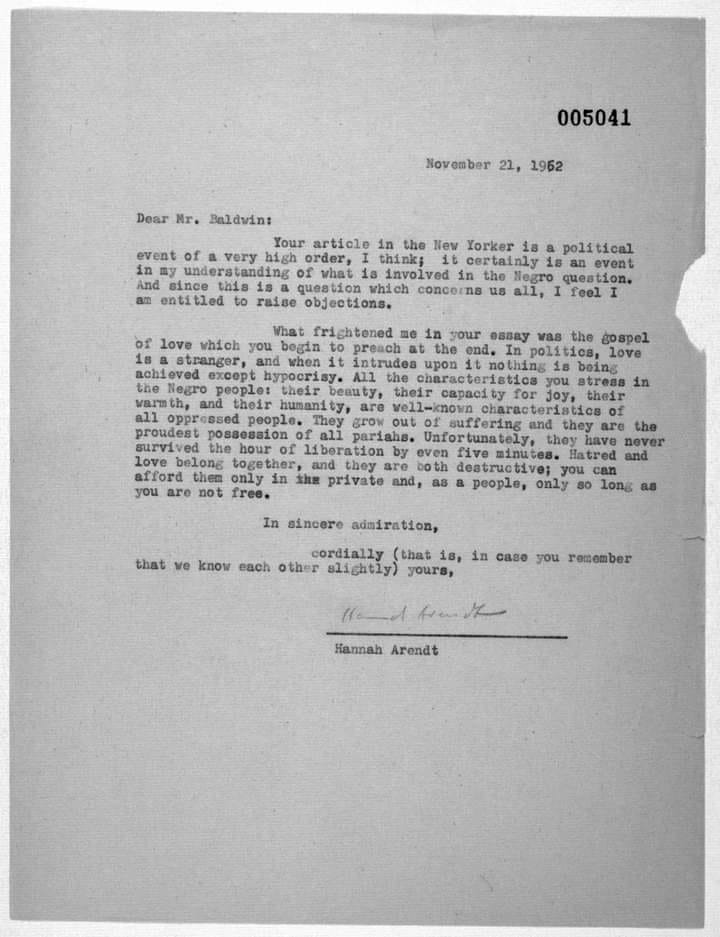 005041
November 21, 1962
Dear Mr. Baldwin:
Your article in the New Yorker is a political
event of a very high order, I think; it certainly is an event
in my understanding of what is involved in the Negro question.
And since this is a question which concerns us all, I feel I
am entitled to raise objections.
What frightened me in your essay was the gospel
of love which you begin to preach at the end. In politics, love
is a stranger, and when it intrudes upon it nothing is being
achieved except hypocrisy. All the characteristics you stress in
the Negro people: their beauty, their capacity for joy, their
warmth, and their humanity, are well-known characteristics of
all oppressed people. They grow out of suffering and they are the
proudest possession of all pariahs. Unfortunately, they have never
survived the hour of liberation by even five minutes. Hatred and
love belong together, and they are both destructive; you can
afford them only in the private and, as a people, only so long as
you are not free.
In sincere admiration,
cordially (that is, in case you remember
that we know each other slightly) yours,
Hannah Arendt
Hannah Arendt